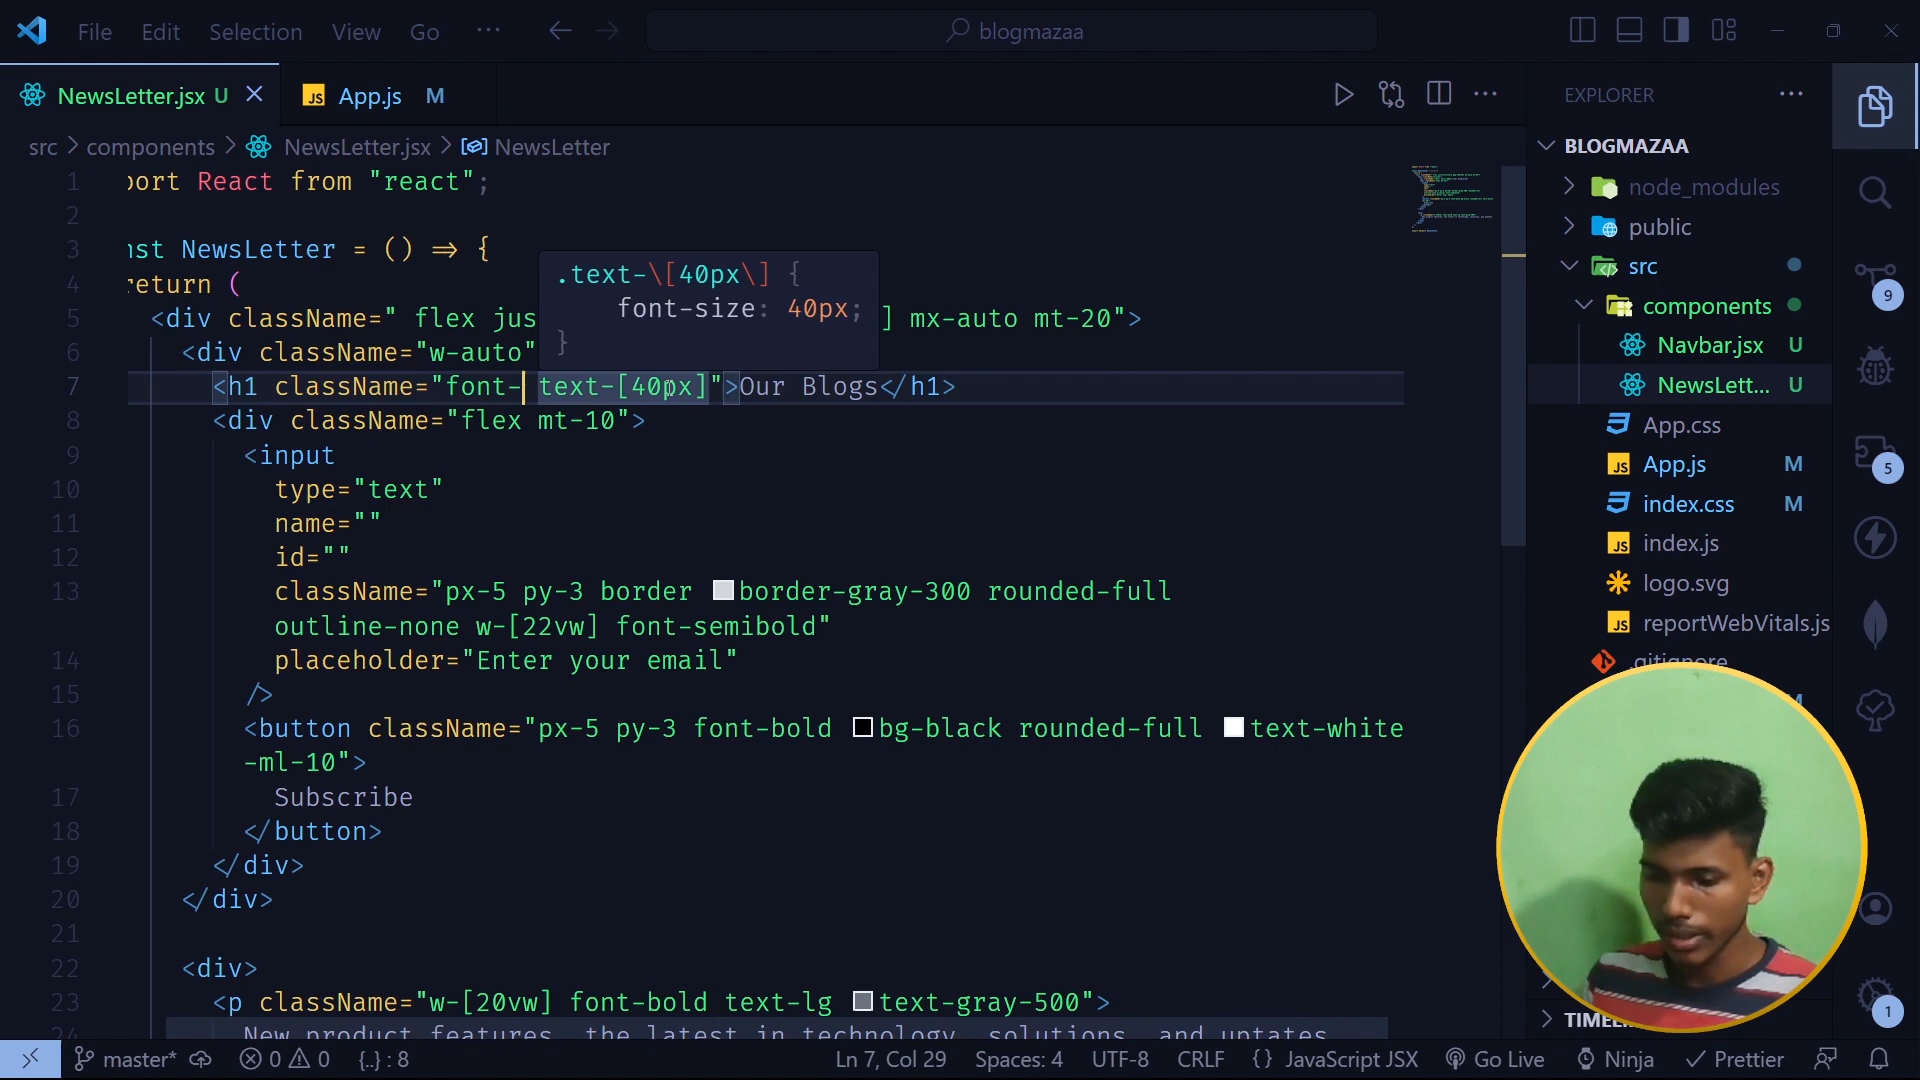 File Edit Selection View Go ··· blogmazaa
NewsLetter.jsx U App.js M
src > components > NewsLetter.jsx > NewsLetter
1 port React from "react";
2
3 nst NewsLetter = () => {
4 return (
5 <div className=" flex jus ] mx-auto mt-20">
6 <div className="w-auto"
7 <h1 className="font- text-[40px]">Our Blogs</h1>
.text-\[40px\] {
font-size: 40px;
}
8 <div className="flex mt-10">
9 <input
10 type="text"
11 name=""
12 id=""
13 className="px-5 py-3 border border-gray-300 rounded-full
outline-none w-[22vw] font-semibold"
14 placeholder="Enter your email"
15 />
16 <button className="px-5 py-3 font-bold bg-black rounded-full text-white
-ml-10">
17 Subscribe
18 </button>
19 </div>
20 </div>
21
22 <div>
23 <p className="w-[20vw] font-bold text-lg text-gray-500">
24 New product features, the latest in technology, solutions, and uptates
EXPLORER ···
BLOGMAZAA
node_modules
public
src
components
Navbar.jsx U
NewsLett... U
App.css
App.js M
index.css M
index.js
logo.svg
reportWebVitals.js
.gitignore
9
5
1
master* 0 0 {..} : 8 Ln 7, Col 29 Spaces: 4 UTF-8 CRLF {} JavaScript JSX Go Live Ninja Prettier